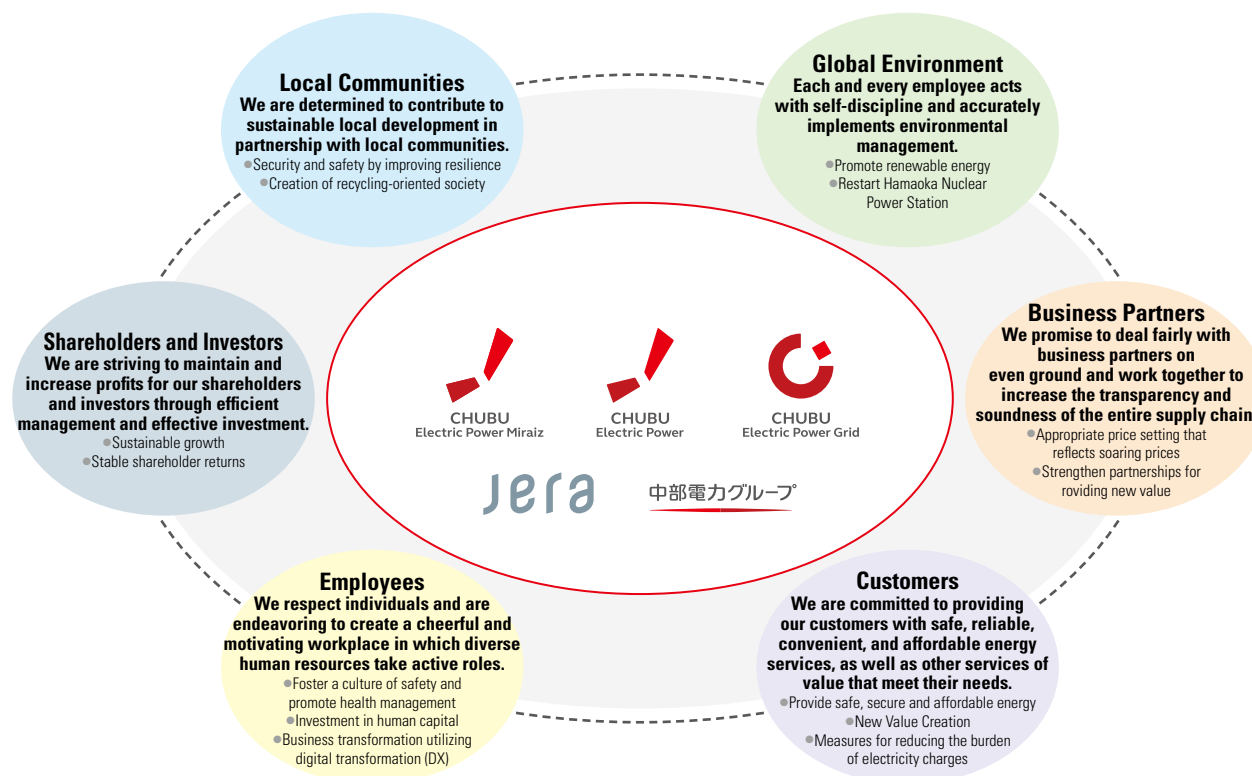 Local Communities
We are determined to contribute to
sustainable local development in
partnership with local communities.
●Security and safety by improving resilience
●Creation of recycling-oriented society
Global Environment
Each and every employee acts
with self-discipline and accurately
implements environmental
management.
●Promote renewable energy
●Restart Hamaoka Nuclear
Power Station
Shareholders and Investors
We are striving to maintain and
increase profits for our shareholders
and investors through efficient
management and effective investment.
●Sustainable growth
●Stable shareholder returns
CHUBU
Electric Power Miraiz
CHUBU
Electric Power
CHUBU
Electric Power Grid
Jera
中部電力グループ
Business Partners
We promise to deal fairly with
business partners on
even ground and work together to
increase the transparency and
soundness of the entire supply chain
●Appropriate price setting that
reflects soaring prices
●Strengthen partnerships for
roviding new value
Employees
We respect individuals and are
endeavoring to create a cheerful and
motivating workplace in which diverse
human resources take active roles.
●Foster a culture of safety and
promote health management
●Investment in human capital
●Business transformation utilizing
digital transformation (DX)
Customers
We are committed to providing
our customers with safe, reliable,
convenient, and affordable energy
services, as well as other services of
value that meet their needs.
●Provide safe, secure and affordable energy
●New Value Creation
●Measures for reducing the burden
of electricity charges